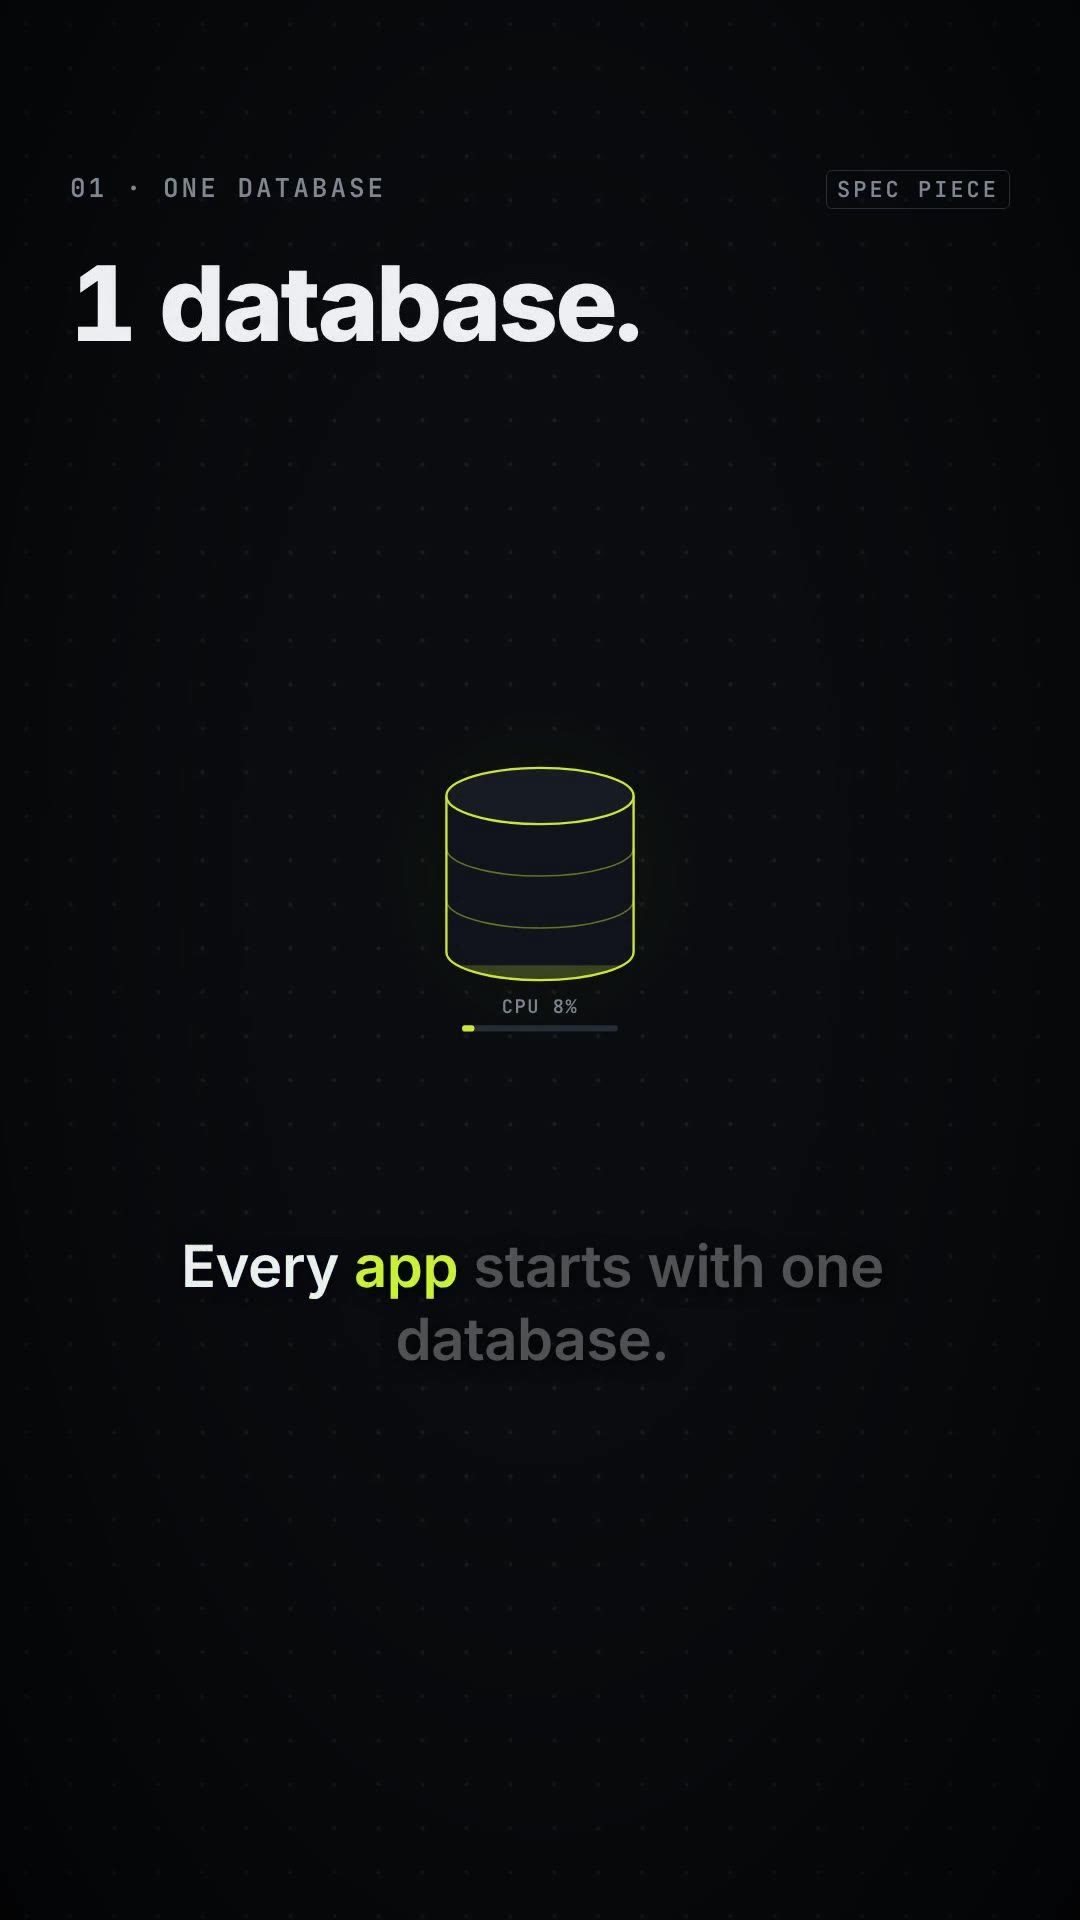 01 · ONE DATABASE
SPEC PIECE
1 database.
CPU 8%
Every app starts with one
database.